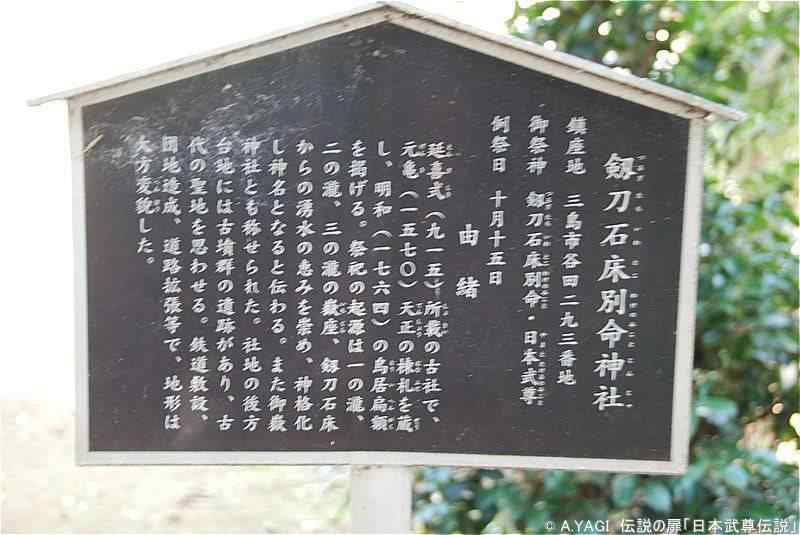 剱刀石床別命神社
鎮座地 三島市谷田二九三番地
御祭神 剱刀石床別命・日本武尊
例祭日 十月十五日
由緒
延喜式（九一五）所載の古社で、
元亀（一五七〇）天正の棟札を蔵
し、明和（一七六四）の鳥居扁額
を掲げる。祭祀の起源は一の瀧、
二の瀧、三の瀧の巌座、剱刀石床
からの湧水の恵みを崇め、神格化
し神名となると伝わる。また御嶽
神社とも称せられた。社地の後方
台地には古墳群の遺跡があり、古
代の聖地を思わせる。鉄道敷設、
団地造成、道路拡張等で、地形は
大方変貌した。
© A.YAGI 伝説の扉「日本武尊伝説」